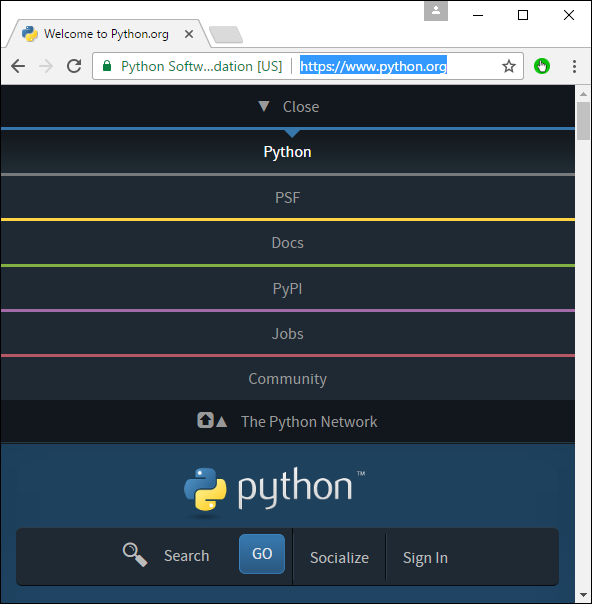 Welcome to Python.org
Python Softw...dation [US] https://www.python.org
▼ Close
Python
PSF
Docs
PyPI
Jobs
Community
▲ The Python Network
python™
Search GO Socialize Sign In